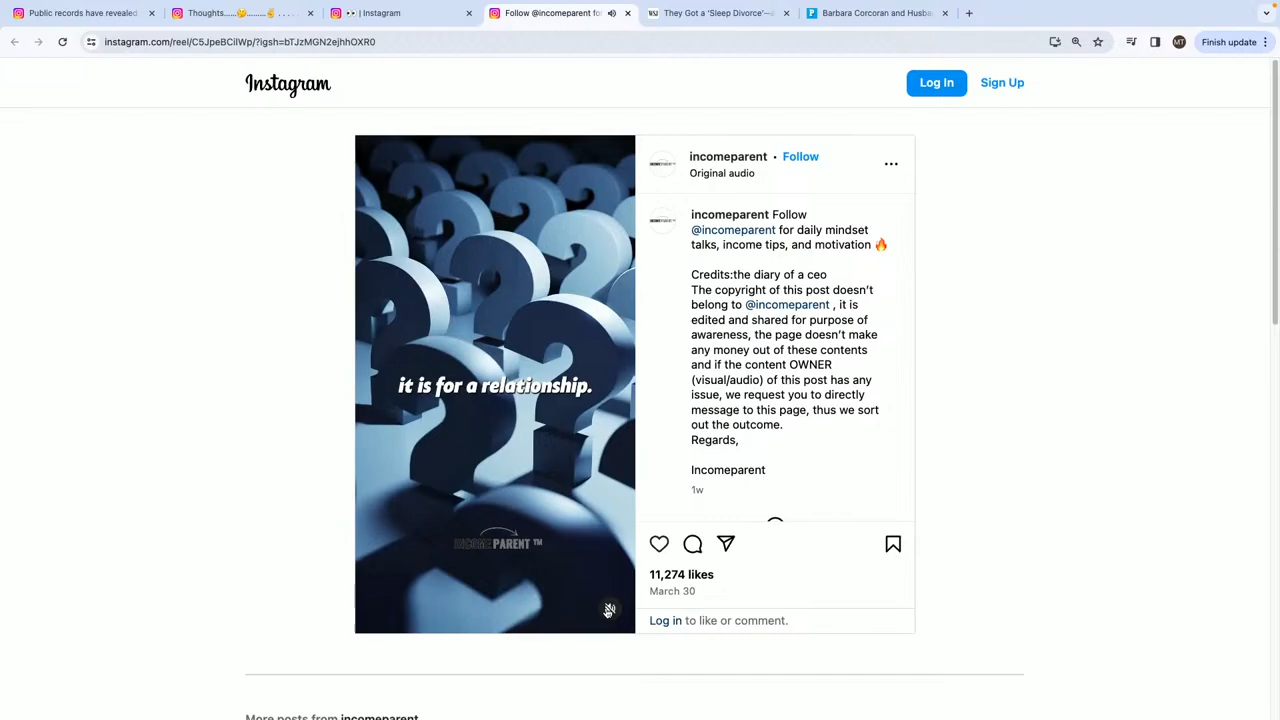 Public records have revealed
Thoughts
| Instagram
Follow @incomeparent fo
They Got a 'Sleep Divorce'—
Barbara Corcoran and Husba
instagram.com/reel/C5JpeBCilWp/?igsh=bTJzMGN2ejhhOXR0
MT
Finish update
Instagram
Log In
Sign Up
incomeparent • Follow
Original audio
incomeparent Follow
@incomeparent for daily mindset
talks, income tips, and motivation 🔥
Credits:the diary of a ceo
The copyright of this post doesn't
belong to @incomeparent , it is
edited and shared for purpose of
awareness, the page doesn't make
any money out of these contents
and if the content OWNER
(visual/audio) of this post has any
issue, we request you to directly
message to this page, thus we sort
out the outcome.
Regards,
Incomeparent
1w
it is for a relationship.
INCOMEPARENT ™
11,274 likes
March 30
Log in to like or comment.
More posts from incomeparent